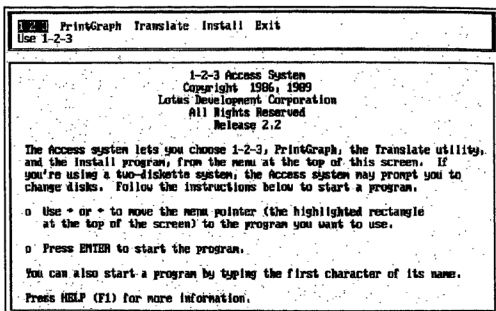 1-2-3 PrintGraph Translate Install Exit
Use 1-2-3
1-2-3 Access System
Copyright 1986, 1989
Lotus Development Corporation
All Rights Reserved
Release 2.2
The Access system lets you choose 1-2-3, PrintGraph, the Translate utility,
and the Install program, from the menu at the top of this screen. If
you're using a two-diskette system, the Access system may prompt you to
change disks. Follow the instructions below to start a program.
o Use → or ← to move the menu pointer (the highlighted rectangle
at the top of the screen) to the program you want to use.
o Press ENTER to start the program.
You can also start a program by typing the first character of its name.
Press HELP (F1) for more information.